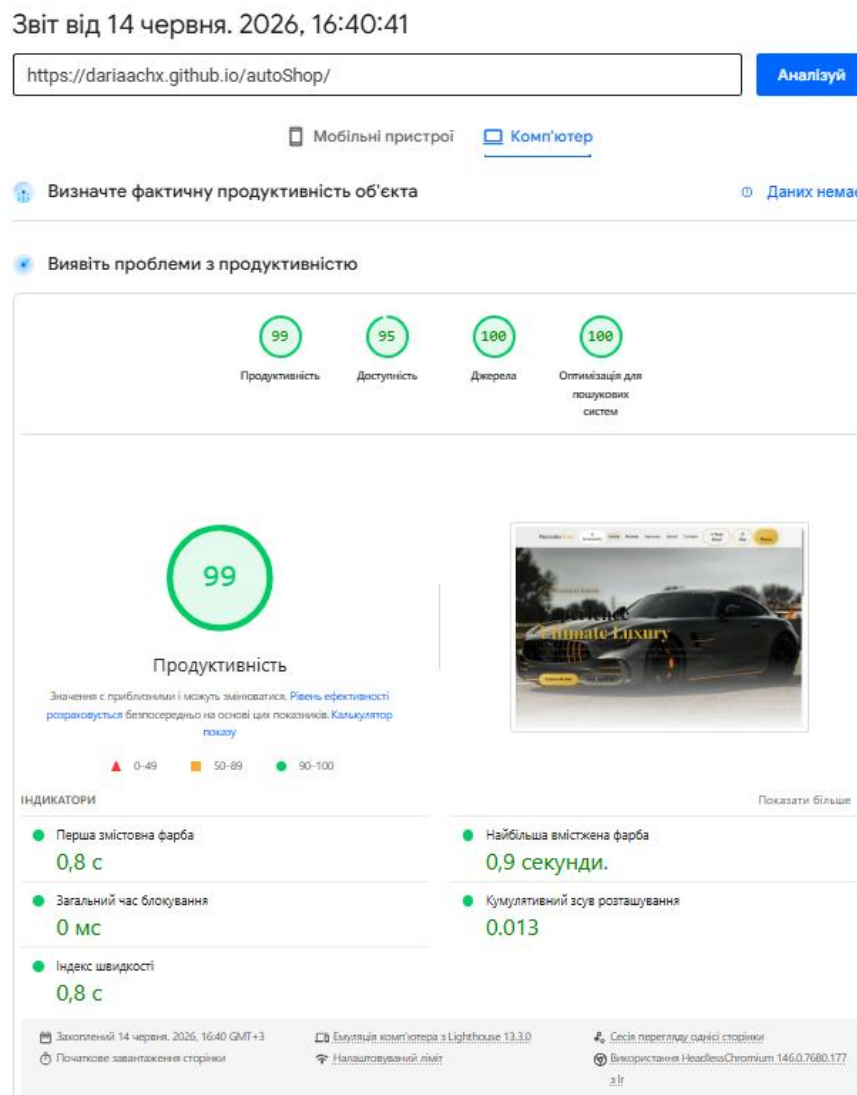 Звіт від 14 червня. 2026, 16:40:41
https://dariaachx.github.io/autoShop/
Аналізуй
Мобільні пристрої
Комп'ютер
Визначте фактичну продуктивність об'єкта
Даних немає
Виявіть проблеми з продуктивністю
99
95
100
100
Продуктивність
Доступність
Джерела
Оптимізація для
пошукових
систем
99
Продуктивність
Значення є приблизними і можуть змінюватися. Рівень ефективності
розраховується безпосередньо на основі цих показників. Калькулятор
показу
0–49
50–89
90–100
Ultimate Luxury
ІНДИКАТОРИ
Показати більше
Перша змістовна фарба
0,8 с
Найбільша вмістжена фарба
0,9 секунди.
Загальний час блокування
0 мс
Кумулятивний зсув розташування
0.013
Індекс швидкості
0,8 с
Захоплений 14 червня. 2026, 16:40 GMT+3
Емуляція комп'ютера з Lighthouse 13.3.0
Сесія перегляду однієї сторінки
Початкове завантаження сторінки
Налаштовуваний ліміт
Використання HeadlessChromium 146.0.7680.177
з lr